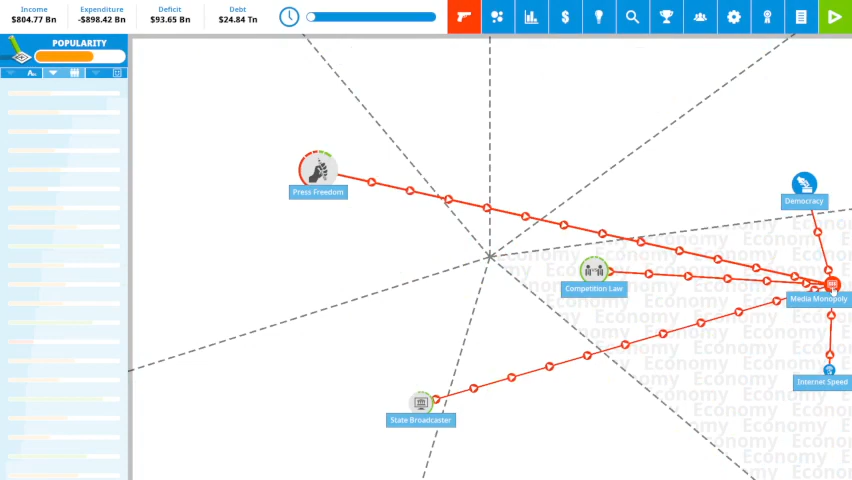 Income Expenditure Deficit Debt
$804.77 Bn -$898.42 Bn $93.65 Bn $24.84 Tn
POPULARITY
Press Freedom
Democracy
Competition Law
Media Monopoly
Internet Speed
State Broadcaster
Economy